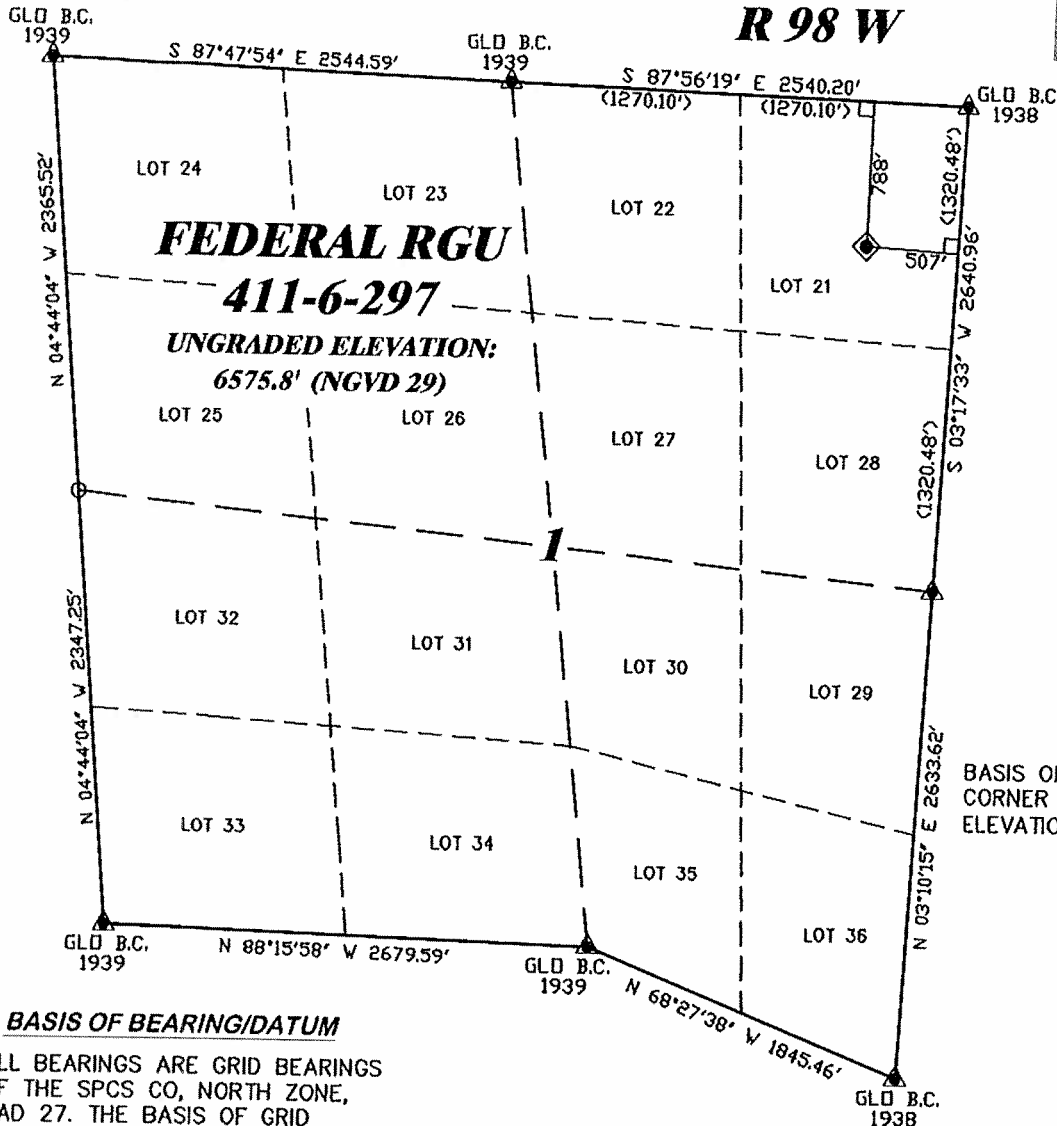 R 98 W
GLO B.C.
1939
S 87°47'54" E 2544.59'
GLO B.C.
1939
S 87°56'19" E 2540.20'
(1270.10')
(1270.10')
GLO B.C.
1938
N 04°44'04" W 2365.52'
LOT 24
LOT 23
LOT 22
788'
(1320.48')
507'
LOT 21
FEDERAL RGU
411-6-297
UNGRADED ELEVATION:
6575.8' (NGVD 29)
S 03°17'33" W 2640.96'
LOT 25
LOT 26
LOT 27
LOT 28
(1320.48')
1
N 04°44'04" W 2347.25'
LOT 32
LOT 31
LOT 30
LOT 29
N 03°10'15" E 2633.62'
BASIS
CORNER
LOT 33
LOT 34
LOT 35
LOT 36
GLO B.C.
1939
N 88°15'58" W 2679.59'
GLO B.C.
1939
N 68°27'38" W 1845.46'
GLO B.C.
1938
BASIS OF BEARING/DATUM
BEARINGS ARE GRID BEARINGS
THE SPCS CO, NORTH ZONE,
27. THE BASIS OF GRID